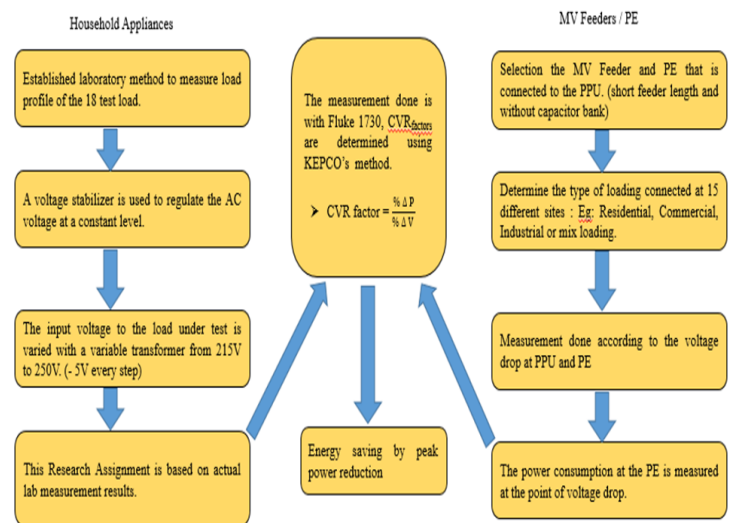 Household Appliances
Established laboratory method to measure load
profile of the 18 test load.
A voltage stabilizer is used to regulate the AC
voltage at a constant level.
The input voltage to the load under test is
varied with a variable transformer from 215V
to 250V. (- 5V every step)
This Research Assignment is based on actual
lab measurement results.
The measurement done is
with Fluke 1730, CVRfactors
are determined using
KEPCO's method.
➤ CVR factor = % Δ P / % Δ V
Energy saving by peak
power reduction
MV Feeders / PE
Selection the MV Feeder and PE that is
connected to the PPU. (short feeder length and
without capacitor bank)
Determine the type of loading connected at 15
different sites : Eg: Residential, Commercial,
Industrial or mix loading.
Measurement done according to the voltage
drop at PPU and PE
The power consumption at the PE is measured
at the point of voltage drop.